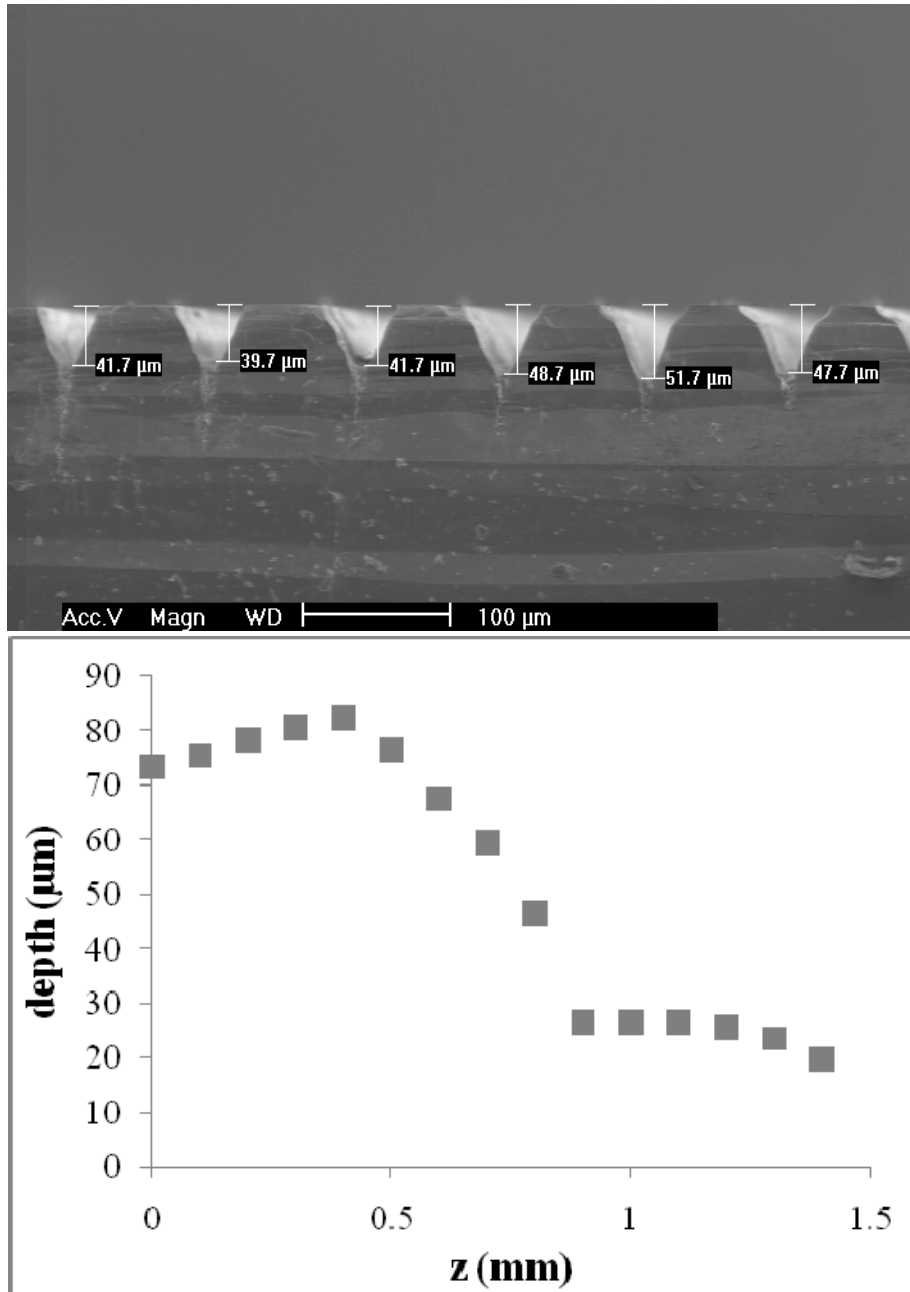 41.7 µm
39.7 µm
41.7 µm
48.7 µm
51.7 µm
47.7 µm
Acc.V Magn WD 100 µm
90
80
70
60
50
40
30
20
10
0
depth (µm)
0 0.5 1 1.5
z (mm)